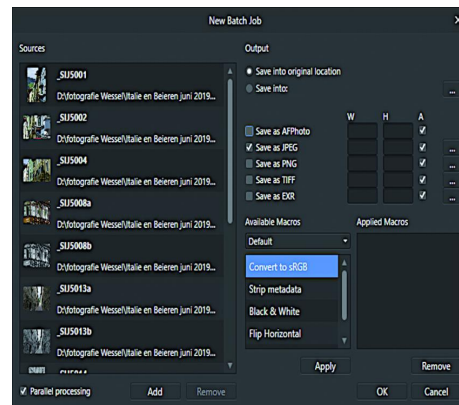 New Batch Job
Sources
_SIJ5001
D:\fotografie Wessel\Italie en Beieren juni 2019...
_SIJ5002
D:\fotografie Wessel\Italie en Beieren juni 2019...
_SIJ5004
D:\fotografie Wessel\Italie en Beieren juni 2019...
_SIJ5008a
D:\fotografie Wessel\Italie en Beieren juni 2019...
_SIJ5008b
D:\fotografie Wessel\Italie en Beieren juni 2019...
_SIJ5013a
D:\fotografie Wessel\Italie en Beieren juni 2019...
_SIJ5013b
D:\fotografie Wessel\Italie en Beieren juni 2019...
Parallel processing
Add
Remove
Output
Save into original location
Save into:
...
W H A
Save as AFPhoto
Save as JPEG
...
Save as PNG
...
Save as TIFF
...
Save as EXR
...
Available Macros
Applied Macros
Default
Convert to sRGB
Strip metadata
Black & White
Flip Horizontal
Apply
Remove
OK
Cancel